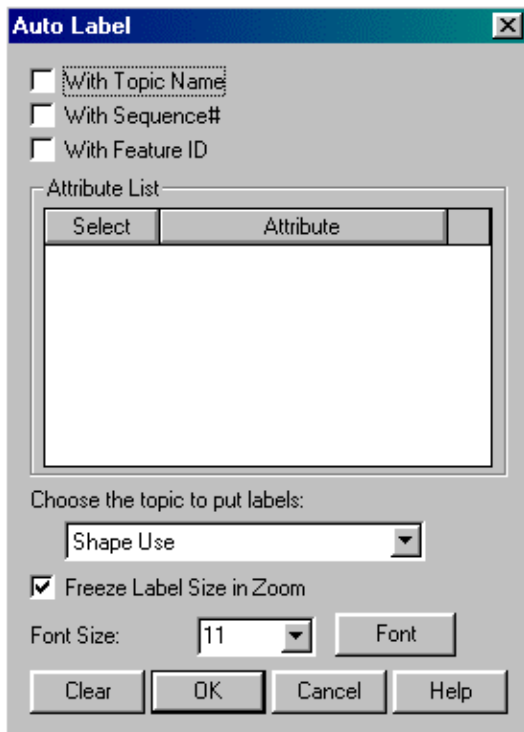 Auto Label
With Topic Name
With Sequence#
With Feature ID
Attribute List
Select Attribute
Choose the topic to put labels:
Shape Use
Freeze Label Size in Zoom
Font Size: 11 Font
Clear OK Cancel Help